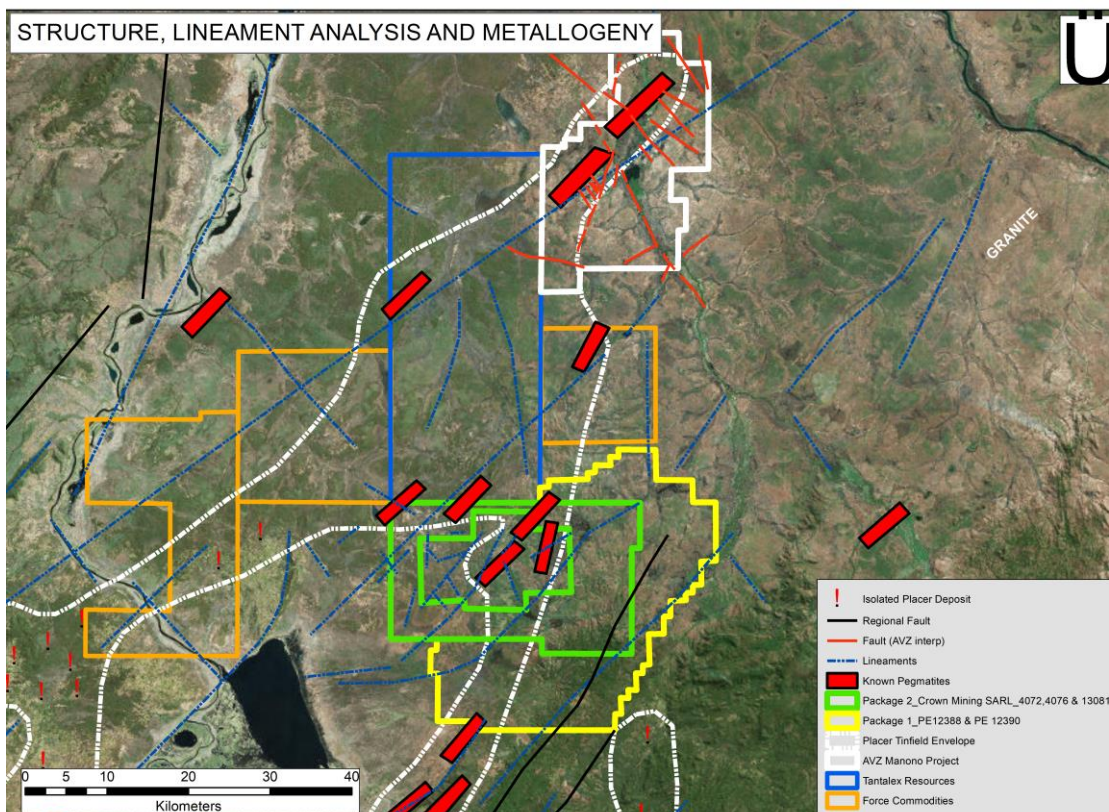 STRUCTURE, LINEAMENT ANALYSIS AND METALLOGENY
Ü
GRANITE
! Isolated Placer Deposit
Regional Fault
Fault (AVZ interp)
Lineaments
Known Pegmatites
Package 2_Crown Mining SARL_4072,4076 & 13081
Package 1_PE12388 & PE 12390
Placer Tinfield Envelope
AVZ Manono Project
Tantalex Resources
Force Commodities
0 5 10 20 30 40
Kilometers